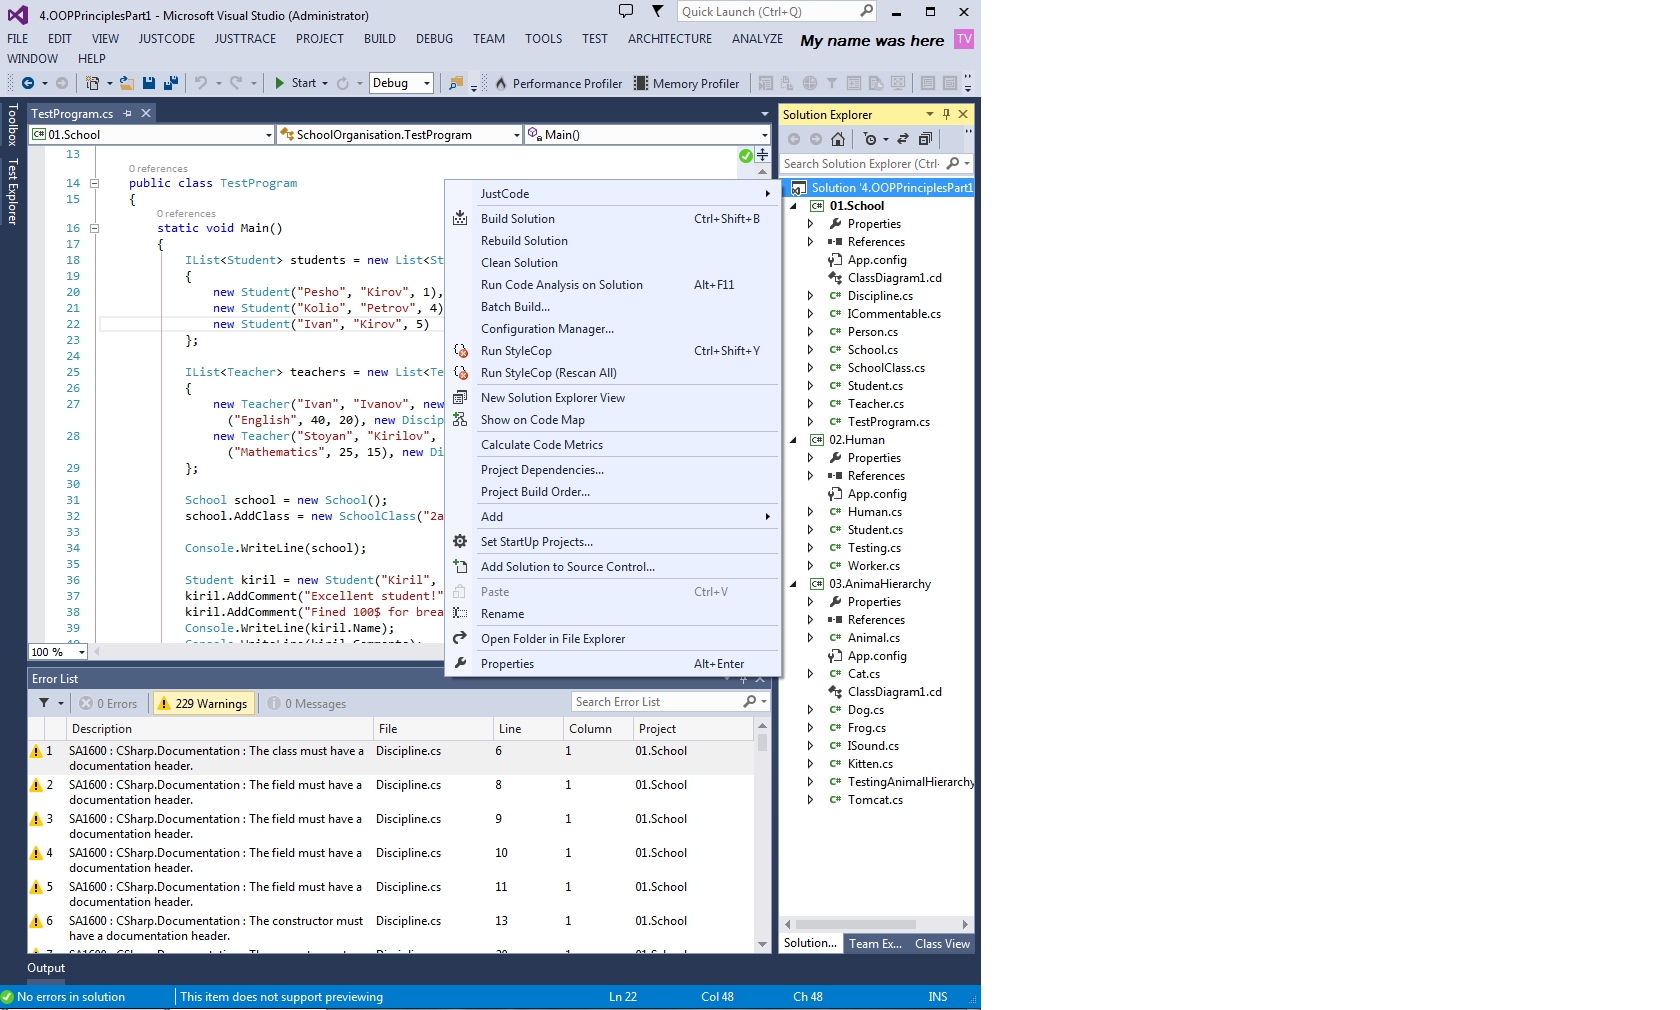 4.OOPPrinciplesPart1 - Microsoft Visual Studio (Administrator)
Quick Launch (Ctrl+Q)
FILE EDIT VIEW JUSTCODE JUSTTRACE PROJECT BUILD DEBUG TEAM TOOLS TEST ARCHITECTURE ANALYZE My name was here TV
WINDOW HELP
Start Debug Performance Profiler Memory Profiler
Toolbox
Test Explorer
TestProgram.cs
01.School SchoolOrganisation.TestProgram Main()
13
0 references
14 public class TestProgram
15 {
0 references
16 static void Main()
17 {
18 IList<Student> students = new List<St
19 {
20 new Student("Pesho", "Kirov", 1),
21 new Student("Kolio", "Petrov", 4)
22 new Student("Ivan", "Kirov", 5)
23 };
24
25 IList<Teacher> teachers = new List<Te
26 {
27 new Teacher("Ivan", "Ivanov", new
("English", 40, 20), new Discip
28 new Teacher("Stoyan", "Kirilov",
("Mathematics", 25, 15), new Di
29 };
30
31 School school = new School();
32 school.AddClass = new SchoolClass("2a
33
34 Console.WriteLine(school);
35
36 Student kiril = new Student("Kiril",
37 kiril.AddComment("Excellent student!"
38 kiril.AddComment("Fined 100$ for brea
39 Console.WriteLine(kiril.Name);
100 %
JustCode
Build Solution Ctrl+Shift+B
Rebuild Solution
Clean Solution
Run Code Analysis on Solution Alt+F11
Batch Build...
Configuration Manager...
Run StyleCop Ctrl+Shift+Y
Run StyleCop (Rescan All)
New Solution Explorer View
Show on Code Map
Calculate Code Metrics
Project Dependencies...
Project Build Order...
Add
Set StartUp Projects...
Add Solution to Source Control...
Paste Ctrl+V
Rename
Open Folder in File Explorer
Properties Alt+Enter
Solution Explorer
Search Solution Explorer (Ctrl-
Solution '4.OOPPrinciplesPart1
C# 01.School
Properties
References
App.config
ClassDiagram1.cd
C# Discipline.cs
C# ICommentable.cs
C# Person.cs
C# School.cs
C# SchoolClass.cs
C# Student.cs
C# Teacher.cs
C# TestProgram.cs
C# 02.Human
Properties
References
App.config
C# Human.cs
C# Student.cs
C# Testing.cs
C# Worker.cs
C# 03.AnimaHierarchy
Properties
References
C# Animal.cs
App.config
C# Cat.cs
ClassDiagram1.cd
C# Dog.cs
C# Frog.cs
C# ISound.cs
C# Kitten.cs
C# TestingAnimalHierarchy
C# Tomcat.cs
Solution... Team Ex... Class View
Error List
0 Errors 229 Warnings 0 Messages Search Error List
Description File Line Column Project
1 SA1600 : CSharp.Documentation : The class must have a documentation header. Discipline.cs 6 1 01.School
2 SA1600 : CSharp.Documentation : The field must have a documentation header. Discipline.cs 8 1 01.School
3 SA1600 : CSharp.Documentation : The field must have a documentation header. Discipline.cs 9 1 01.School
4 SA1600 : CSharp.Documentation : The field must have a documentation header. Discipline.cs 10 1 01.School
5 SA1600 : CSharp.Documentation : The field must have a documentation header. Discipline.cs 11 1 01.School
6 SA1600 : CSharp.Documentation : The constructor must have a documentation header. Discipline.cs 13 1 01.School
Output
No errors in solution This item does not support previewing Ln 22 Col 48 Ch 48 INS